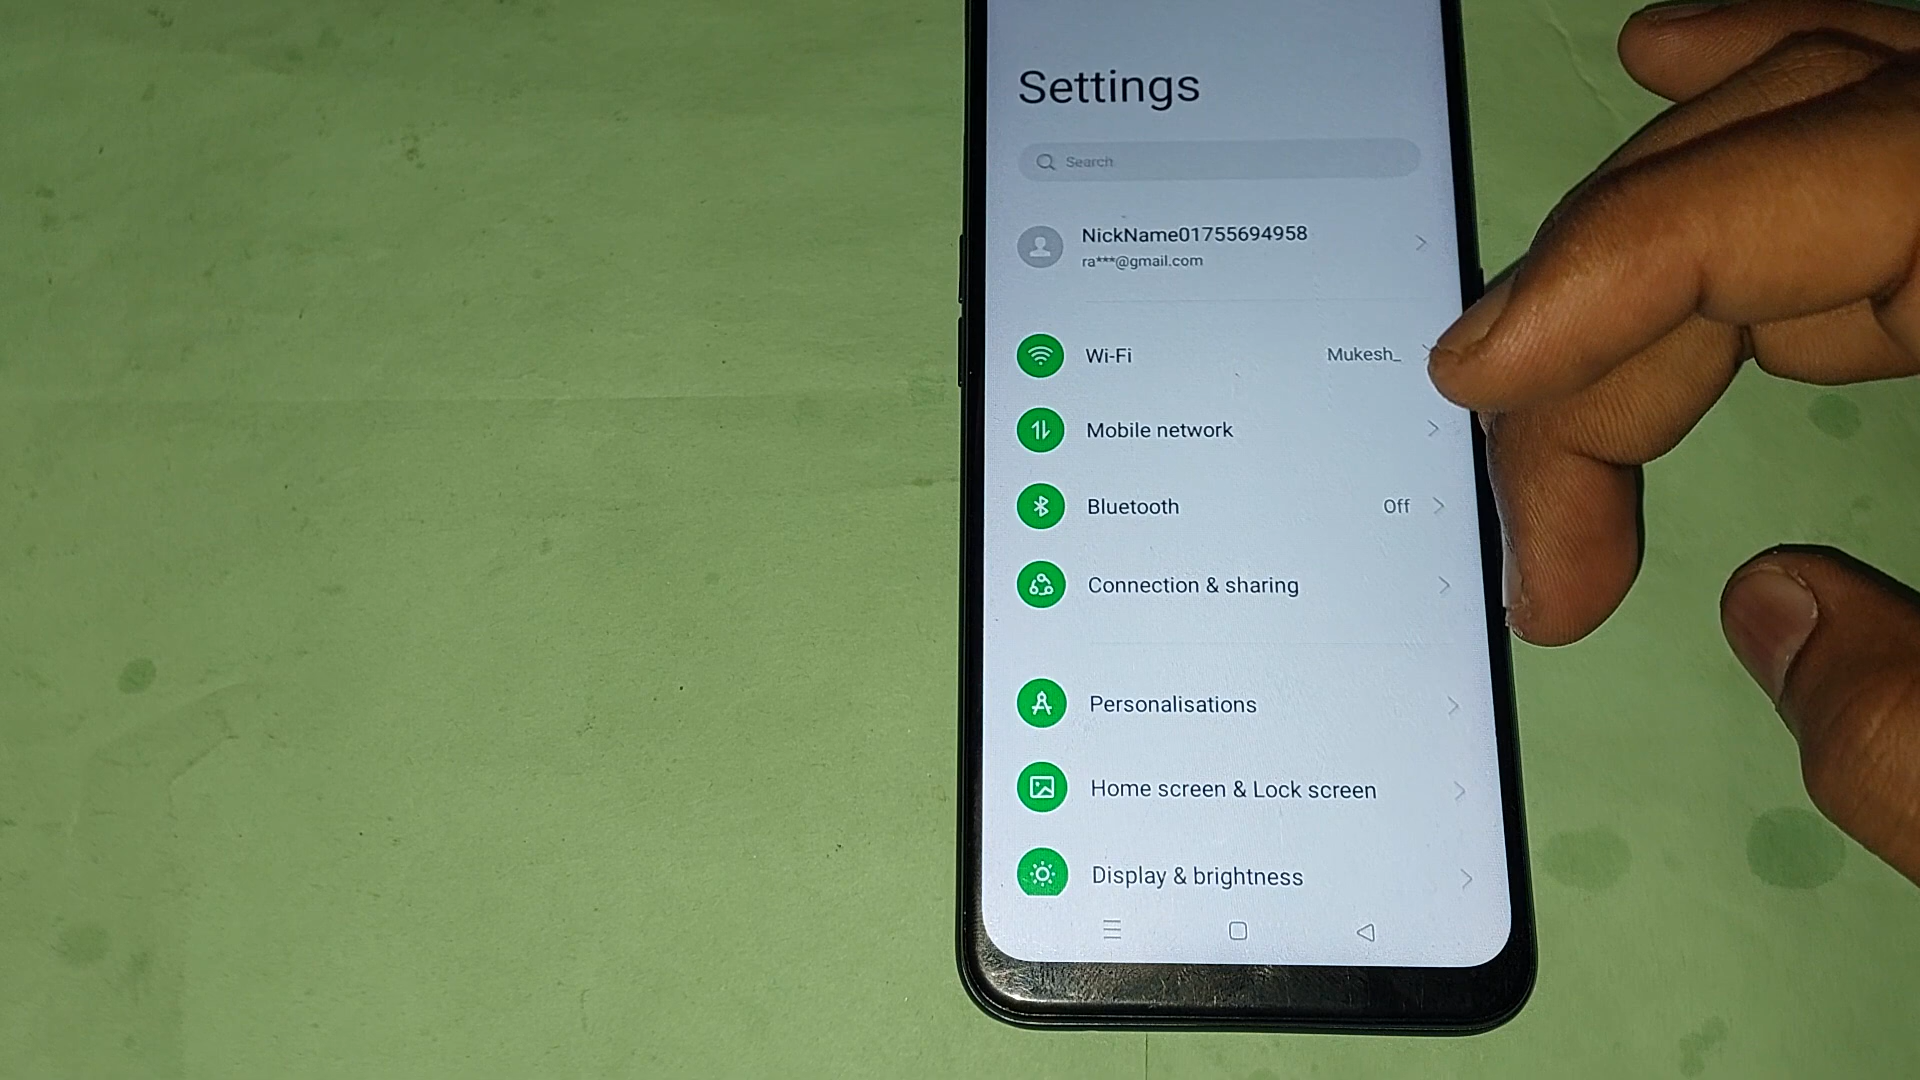 Settings
Search
NickName01755694958
ra***@gmail.com
Wi-Fi Mukesh_
Mobile network
Bluetooth Off
Connection & sharing
Personalisations
Home screen & Lock screen
Display & brightness